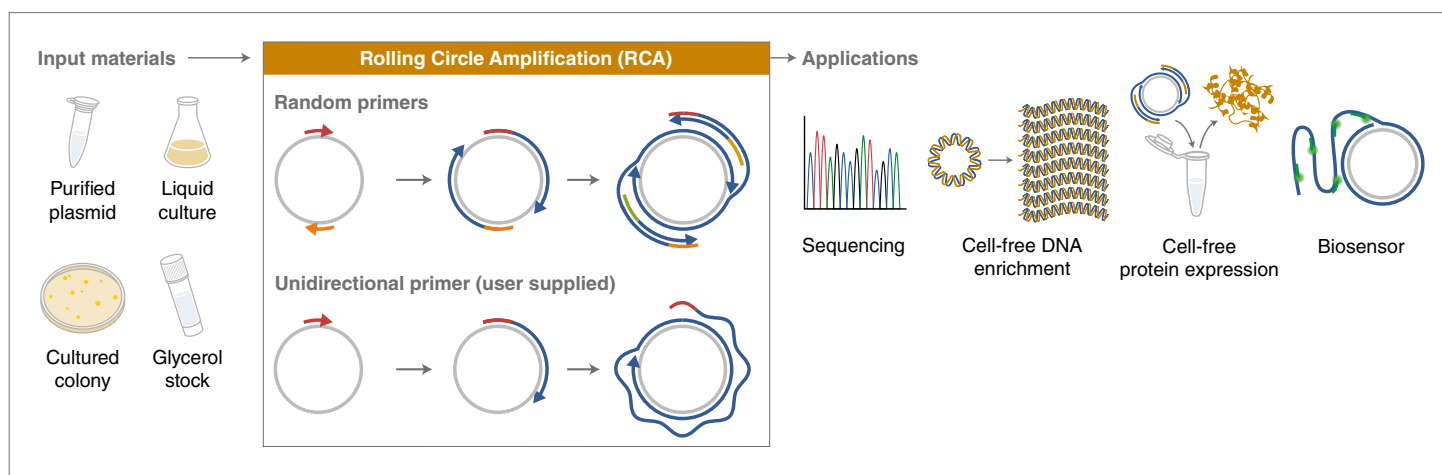 Input materials
Rolling Circle Amplification (RCA)
Applications
Purified
plasmid
Liquid
culture
Cultured
colony
Glycerol
stock
Random primers
Unidirectional primer (user supplied)
Sequencing
Cell-free DNA
enrichment
Cell-free
protein expression
Biosensor